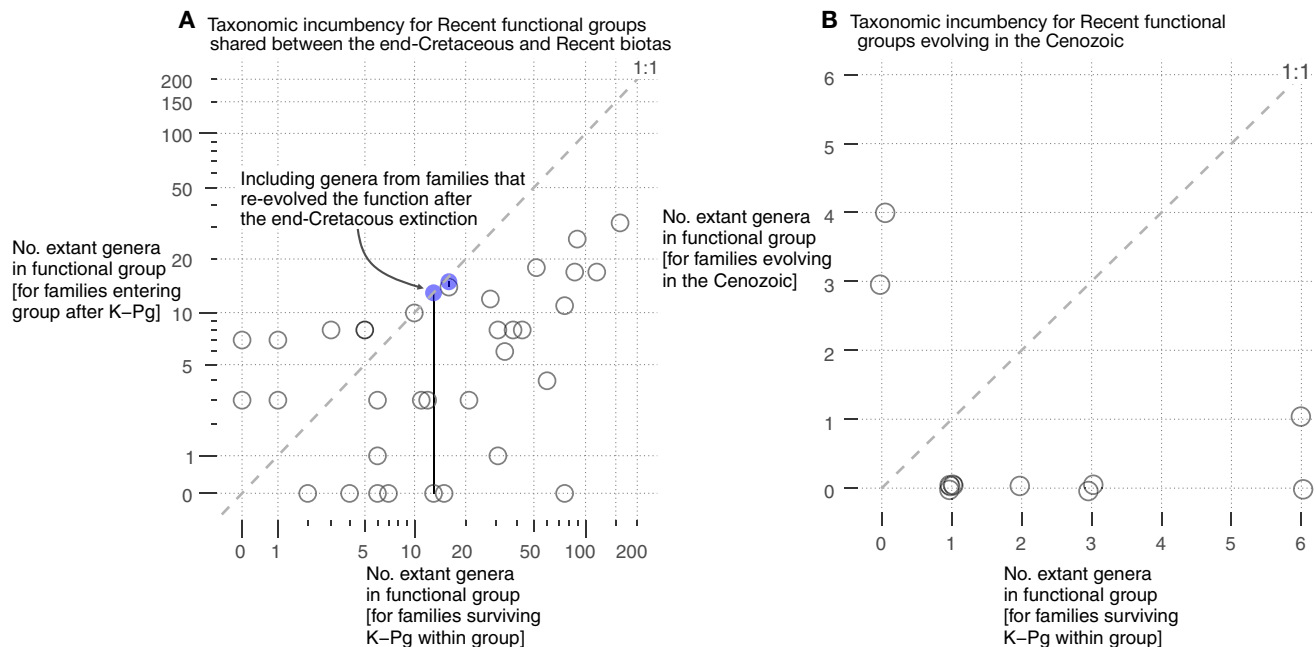 A Taxonomic incumbency for Recent functional groups
shared between the end-Cretaceous and Recent biotas
1:1
200
150
100
50
20
10
5
1
0
Including genera from families that
re-evolved the function after
the end-Cretacous extinction
No. extant genera
in functional group
[for families entering
group after K–Pg]
0 1 5 10 20 50 100 200
No. extant genera
in functional group
[for families surviving
K–Pg within group]
B Taxonomic incumbency for Recent functional
groups evolving in the Cenozoic
1:1
6
5
4
3
2
1
0
No. extant genera
in functional group
[for families evolving
in the Cenozoic]
0 1 2 3 4 5 6
No. extant genera
in functional group
[for families surviving
K–Pg within group]